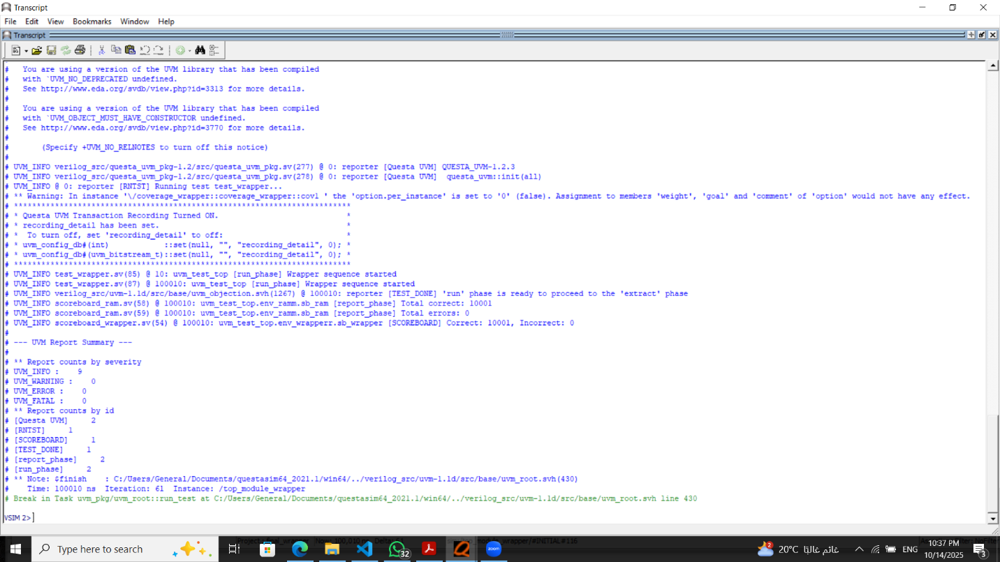 Transcript
File Edit View Bookmarks Window Help
Transcript
# You are using a version of the UVM library that has been compiled
# with `UVM_NO_DEPRECATED undefined.
# See http://www.eda.org/svdb/view.php?id=3313 for more details.
#
# You are using a version of the UVM library that has been compiled
# with `UVM_OBJECT_MUST_HAVE_CONSTRUCTOR undefined.
# See http://www.eda.org/svdb/view.php?id=3770 for more details.
#
# (Specify +UVM_NO_RELNOTES to turn off this notice)
#
# UVM_INFO verilog_src/questa_uvm_pkg-1.2/src/questa_uvm_pkg.sv(277) @ 0: reporter [Questa UVM] QUESTA_UVM-1.2.3
# UVM_INFO verilog_src/questa_uvm_pkg-1.2/src/questa_uvm_pkg.sv(278) @ 0: reporter [Questa UVM] questa_uvm::init(all)
# UVM_INFO @ 0: reporter [RNTST] Running test test_wrapper...
# ** Warning: In instance '\/coverage_wrapper::coverage_wrapper::cov1 ' the 'option.per_instance' is set to '0' (false). Assignment to members 'weight', 'goal' and 'comment' of 'option' would not have any effect.
# *************************************************************************
# * Questa UVM Transaction Recording Turned ON. *
# * recording_detail has been set. *
# * To turn off, set 'recording_detail' to off: *
# * uvm_config_db#(int) ::set(null, "", "recording_detail", 0); *
# * uvm_config_db#(uvm_bitstream_t)::set(null, "", "recording_detail", 0); *
# *************************************************************************
# UVM_INFO test_wrapper.sv(85) @ 10: uvm_test_top [run_phase] Wrapper sequence started
# UVM_INFO test_wrapper.sv(87) @ 100010: uvm_test_top [run_phase] Wrapper sequence started
# UVM_INFO verilog_src/uvm-1.1d/src/base/uvm_objection.svh(1267) @ 100010: reporter [TEST_DONE] 'run' phase is ready to proceed to the 'extract' phase
# UVM_INFO scoreboard_ram.sv(58) @ 100010: uvm_test_top.env_ramm.sb_ram [report_phase] Total correct: 10001
# UVM_INFO scoreboard_ram.sv(59) @ 100010: uvm_test_top.env_ramm.sb_ram [report_phase] Total errors: 0
# UVM_INFO scoreboard_wrapper.sv(54) @ 100010: uvm_test_top.env_wrapperr.sb_wrapper [SCOREBOARD] Correct: 10001, Incorrect: 0
#
# --- UVM Report Summary ---
#
# ** Report counts by severity
# UVM_INFO : 9
# UVM_WARNING : 0
# UVM_ERROR : 0
# UVM_FATAL : 0
# ** Report counts by id
# [Questa UVM] 2
# [RNTST] 1
# [SCOREBOARD] 1
# [TEST_DONE] 1
# [report_phase] 2
# [run_phase] 2
# ** Note: $finish : C:/Users/General/Documents/questasim64_2021.1/win64/../verilog_src/uvm-1.1d/src/base/uvm_root.svh(430)
# Time: 100010 ns Iteration: 61 Instance: /top_module_wrapper
# Break in Task uvm_pkg/uvm_root::run_test at C:/Users/General/Documents/questasim64_2021.1/win64/../verilog_src/uvm-1.1d/src/base/uvm_root.svh line 430
VSIM 2>
Type here to search
32
zoom
2
20°C غائم غالبًا
ENG
10:37 PM
10/14/2025
3